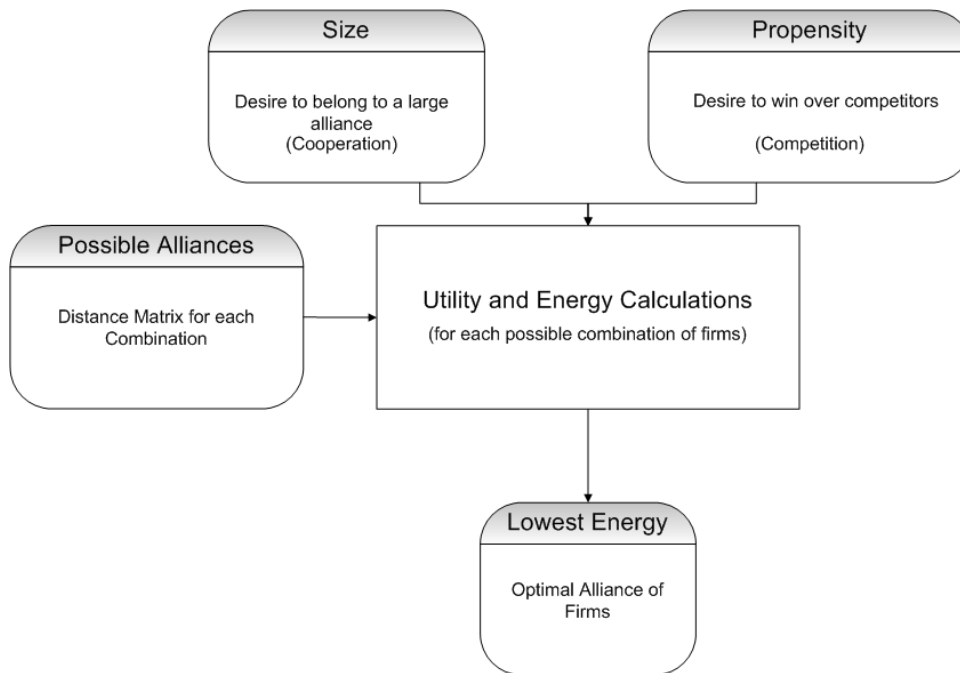 Size
Desire to belong to a large
alliance
(Cooperation)
Propensity
Desire to win over competitors
(Competition)
Possible Alliances
Distance Matrix for each
Combination
Utility and Energy Calculations
(for each possible combination of firms)
Lowest Energy
Optimal Alliance of
Firms